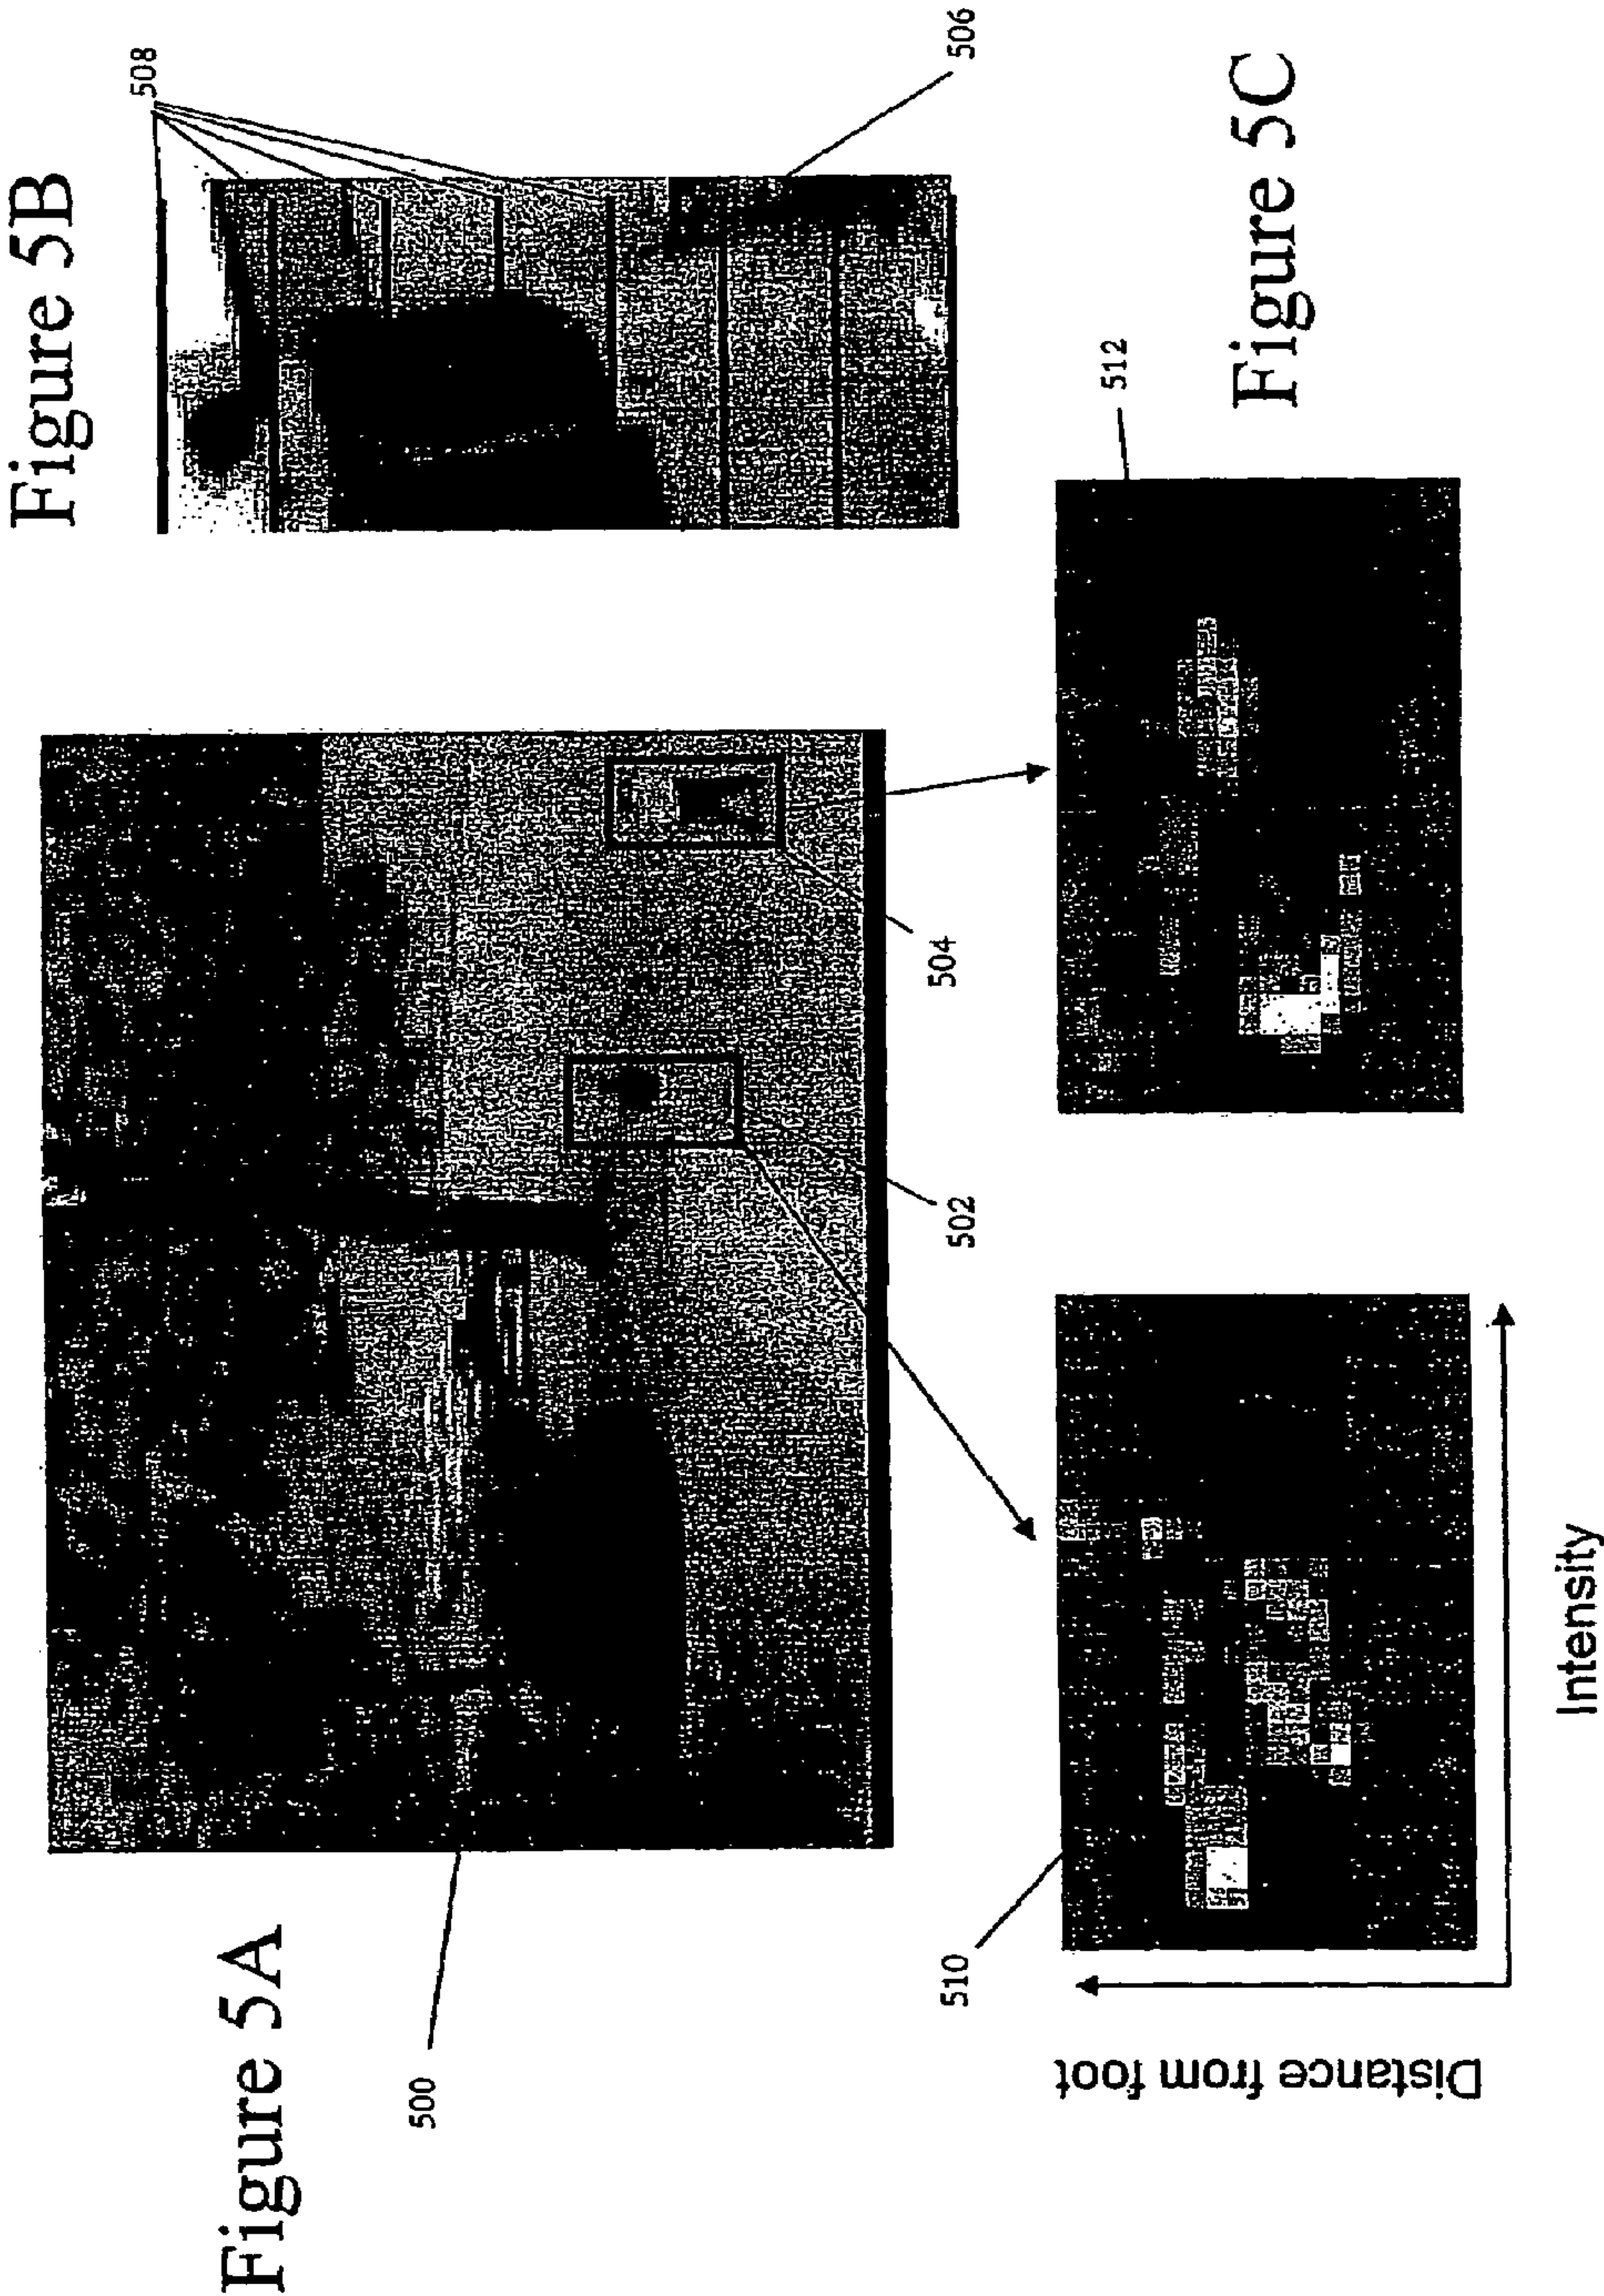 Figure 5A
Figure 5B
508
506
500
502
504
510
512
Distance from foot
Intensity
Figure 5C